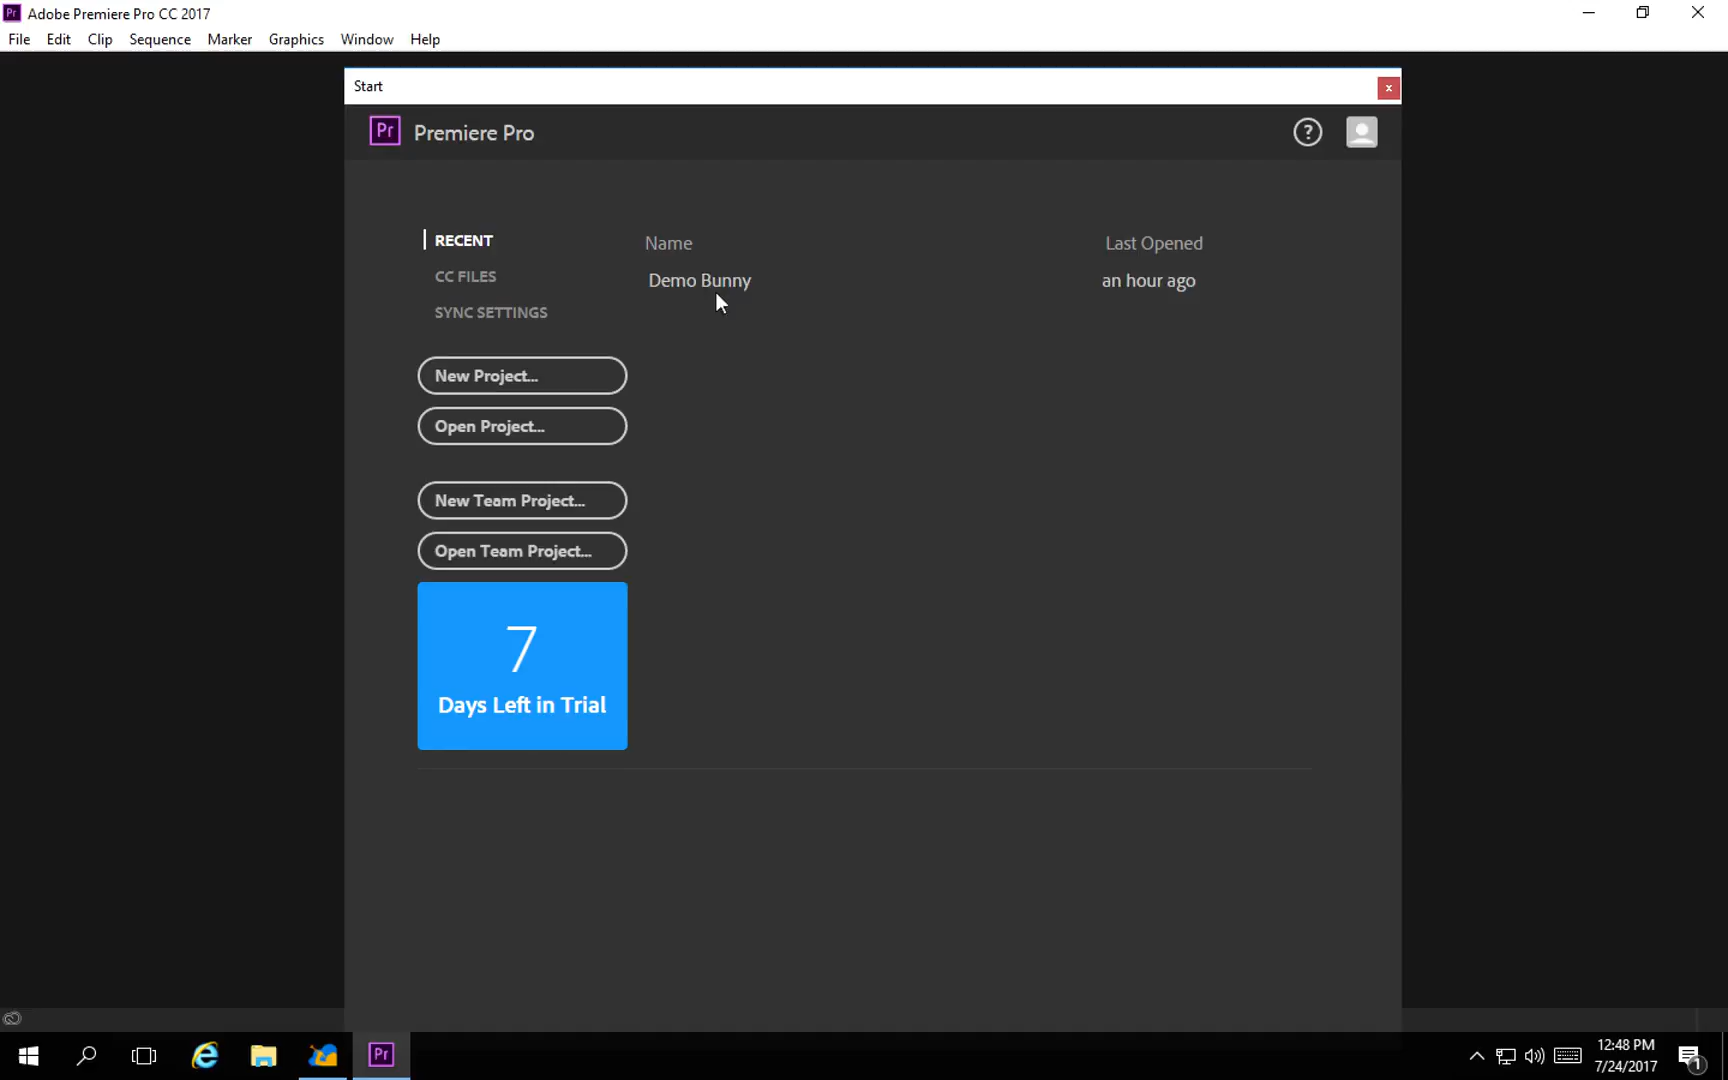 Pr Adobe Premiere Pro CC 2017
File Edit Clip Sequence Marker Graphics Window Help
Start
x
Pr Premiere Pro
?
RECENT
Name
Last Opened
CC FILES
Demo Bunny
an hour ago
SYNC SETTINGS
New Project...
Open Project...
New Team Project...
Open Team Project...
7
Days Left in Trial
Pr
12:48 PM
7/24/2017
1